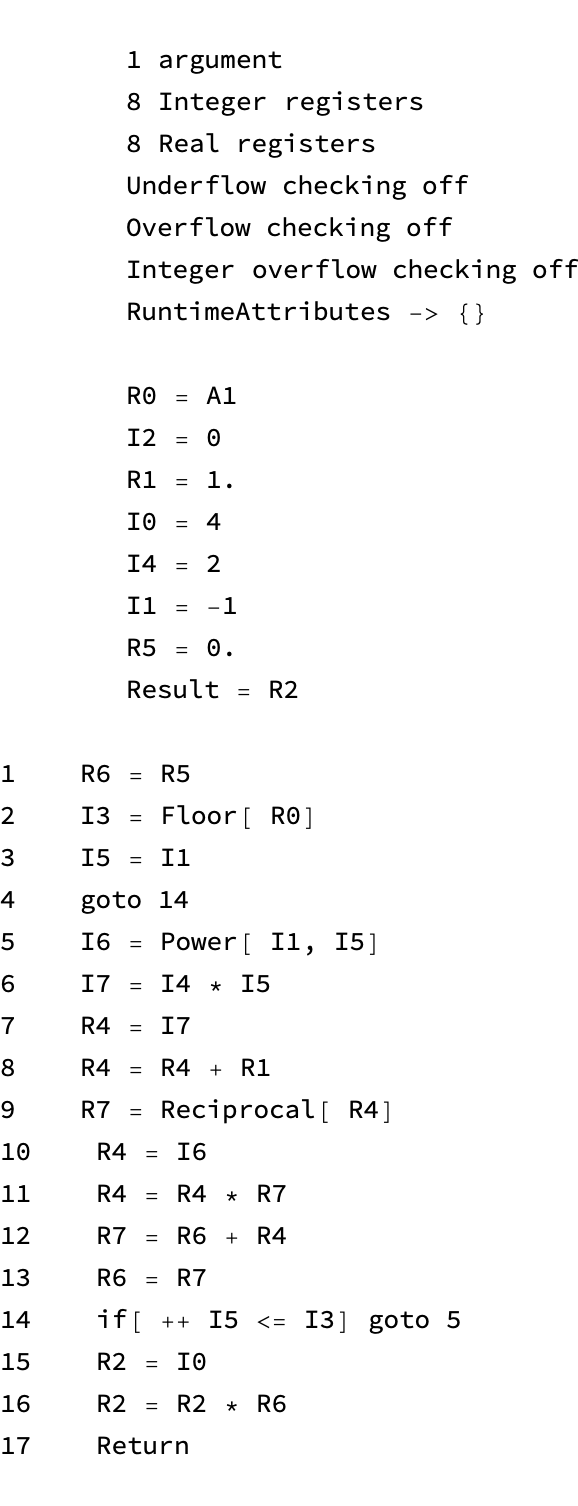 1 argument
8 Integer registers
8 Real registers
Underflow checking off
Overflow checking off
Integer overflow checking off
RuntimeAttributes -> {}
R0 = A1
I2 = 0
R1 = 1.
I0 = 4
I4 = 2
I1 = -1
R5 = 0.
Result = R2
1 R6 = R5
2 I3 = Floor[ R0]
3 I5 = I1
4 goto 14
5 I6 = Power[ I1, I5]
6 I7 = I4 * I5
7 R4 = I7
8 R4 = R4 + R1
9 R7 = Reciprocal[ R4]
10 R4 = I6
11 R4 = R4 * R7
12 R7 = R6 + R4
13 R6 = R7
14 if[ ++ I5 <= I3] goto 5
15 R2 = I0
16 R2 = R2 * R6
17 Return